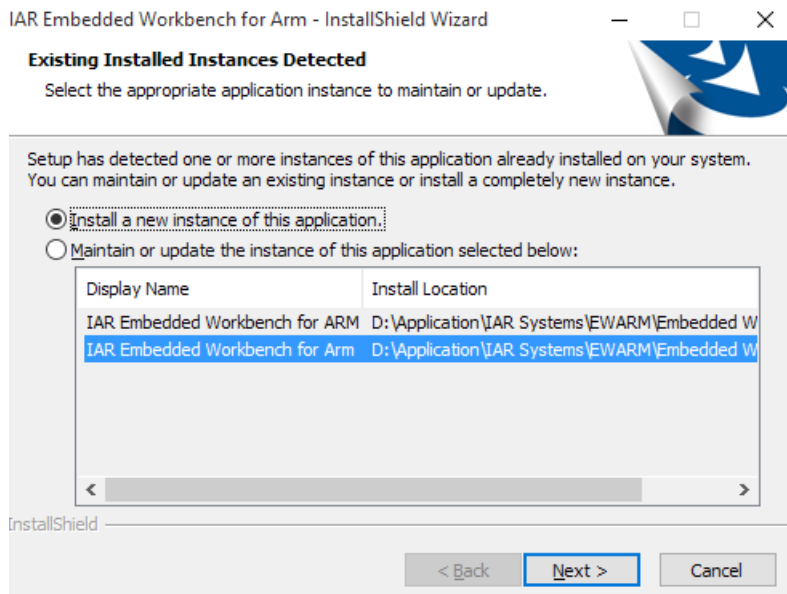 IAR Embedded Workbench for Arm - InstallShield Wizard
Existing Installed Instances Detected
Select the appropriate application instance to maintain or update.
Setup has detected one or more instances of this application already installed on your system.
You can maintain or update an existing instance or install a completely new instance.
Install a new instance of this application.
Maintain or update the instance of this application selected below:
Display Name Install Location
IAR Embedded Workbench for ARM D:\Application\IAR Systems\EWARM\Embedded W
IAR Embedded Workbench for Arm D:\Application\IAR Systems\EWARM\Embedded W
InstallShield
< Back Next > Cancel